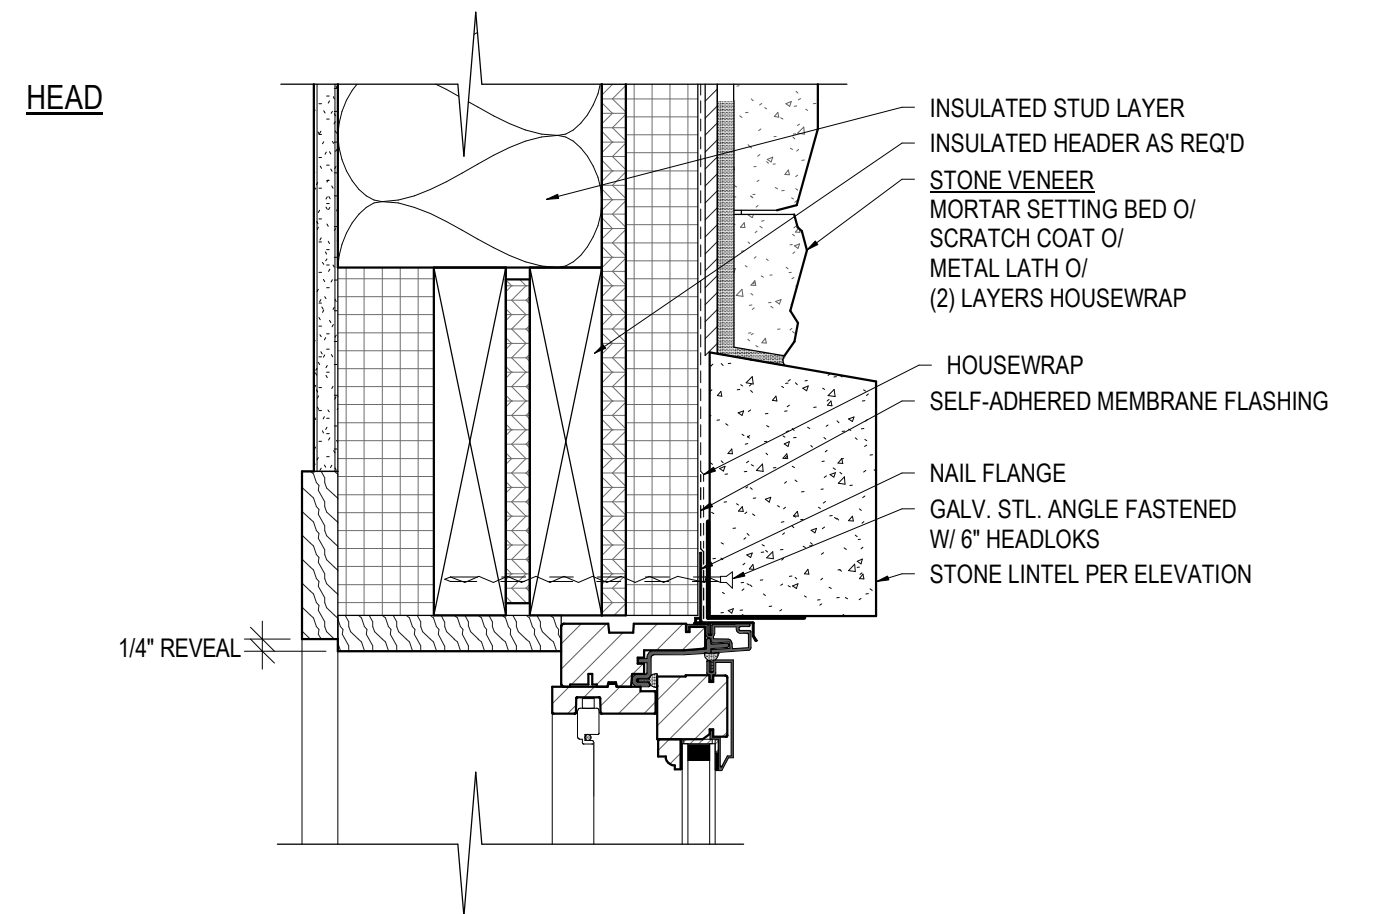 HEAD
INSULATED STUD LAYER
INSULATED HEADER AS REQ'D
STONE VENEER
MORTAR SETTING BED O/
SCRATCH COAT O/
METAL LATH O/
(2) LAYERS HOUSEWRAP
HOUSEWRAP
SELF-ADHERED MEMBRANE FLASHING
NAIL FLANGE
GALV. STL. ANGLE FASTENED
W/ 6" HEADLOKS
STONE LINTEL PER ELEVATION
1/4" REVEAL